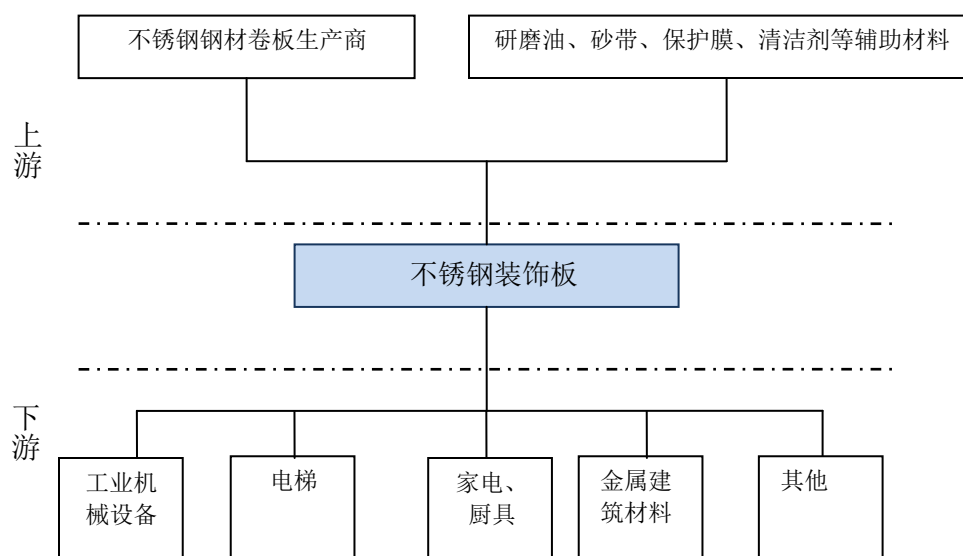 不锈钢钢材卷板生产商
研磨油、砂带、保护膜、清洁剂等辅助材料
上
游
不锈钢装饰板
下
游
工业机
械设备
电梯
家电、
厨具
金属建
筑材料
其他